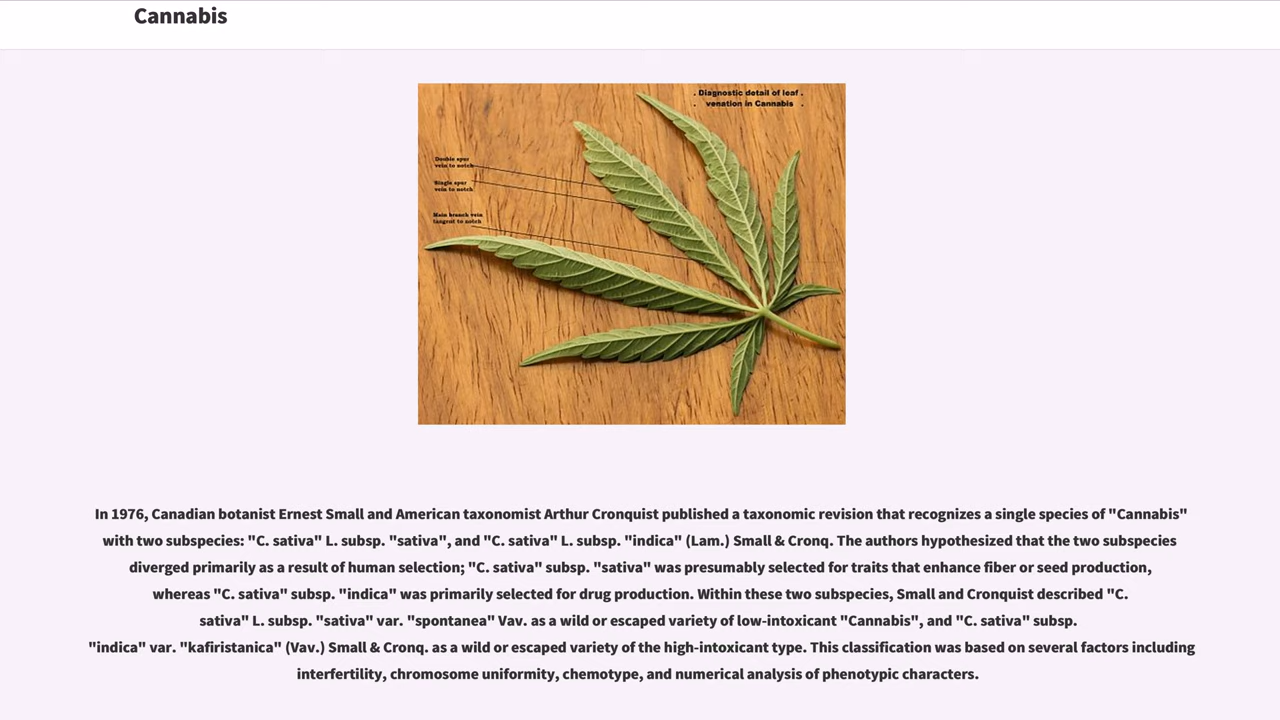 Cannabis
. Diagnostic detail of leaf .
. venation in Cannabis .
Double spur
vein to notch
Single spur
vein to notch
Main branch vein
tangent to notch
In 1976, Canadian botanist Ernest Small and American taxonomist Arthur Cronquist published a taxonomic revision that recognizes a single species of "Cannabis"
with two subspecies: "C. sativa" L. subsp. "sativa", and "C. sativa" L. subsp. "indica" (Lam.) Small & Cronq. The authors hypothesized that the two subspecies
diverged primarily as a result of human selection; "C. sativa" subsp. "sativa" was presumably selected for traits that enhance fiber or seed production,
whereas "C. sativa" subsp. "indica" was primarily selected for drug production. Within these two subspecies, Small and Cronquist described "C.
sativa" L. subsp. "sativa" var. "spontanea" Vav. as a wild or escaped variety of low-intoxicant "Cannabis", and "C. sativa" subsp.
"indica" var. "kafiristanica" (Vav.) Small & Cronq. as a wild or escaped variety of the high-intoxicant type. This classification was based on several factors including
interfertility, chromosome uniformity, chemotype, and numerical analysis of phenotypic characters.